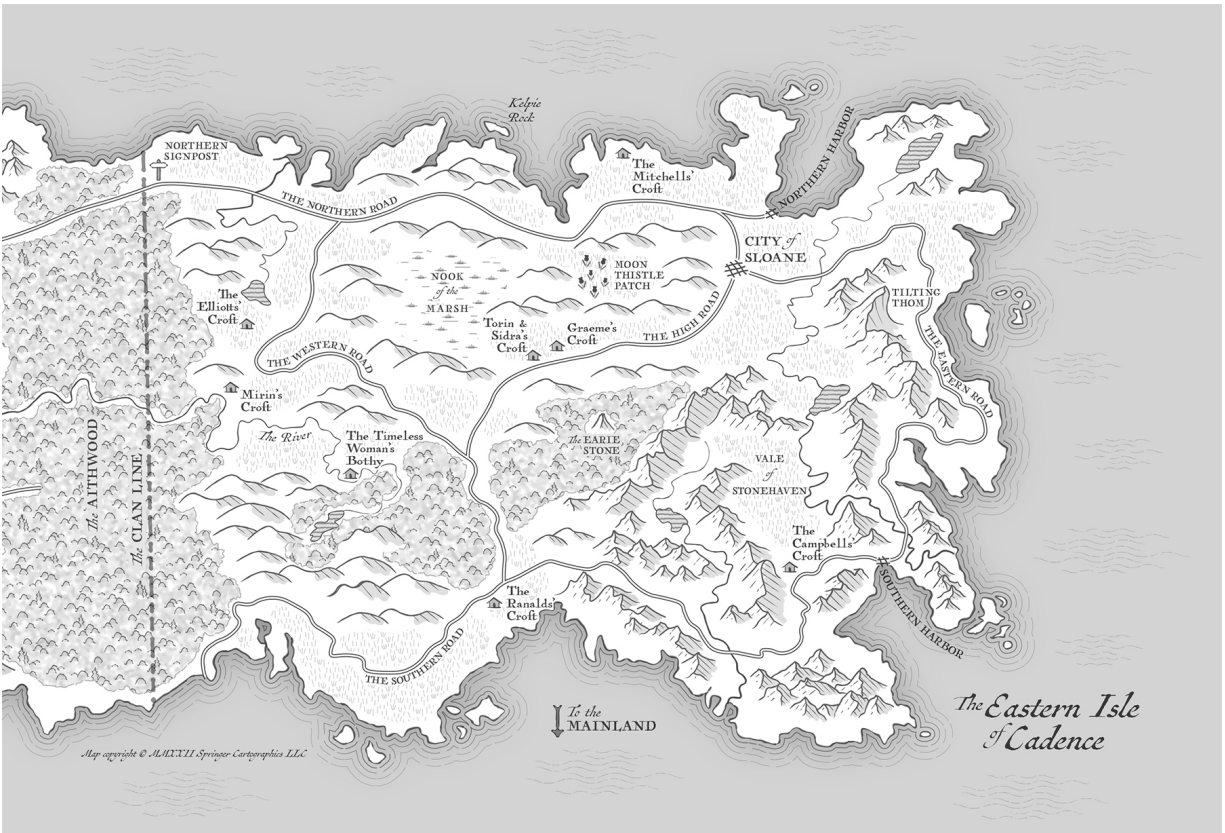 Kelpie
Rock
NORTHERN
SIGNPOST
The
Mitchells'
Croft
NORTHERN HARBOR
THE NORTHERN ROAD
CITY of
SLOANE
NOOK
of the
MARSH
MOON
THISTLE
PATCH
TILTING
THOM
The
Elliotts'
Croft
Torin &
Sidra's
Croft
Graeme's
Croft
THE HIGH ROAD
THE WESTERN ROAD
THE EASTERN ROAD
Mirin's
Croft
The River
The Timeless
Woman's
Bothy
The EARIE
STONE
VALE
of
STONEHAVEN
The AITHWOOD
The CLAN LINE
The
Campbells'
Croft
The
Ranalds'
Croft
SOUTHERN HARBOR
THE SOUTHERN ROAD
To the
MAINLAND
The Eastern Isle
of Cadence
Map copyright © MMXXII Springer Cartographics LLC